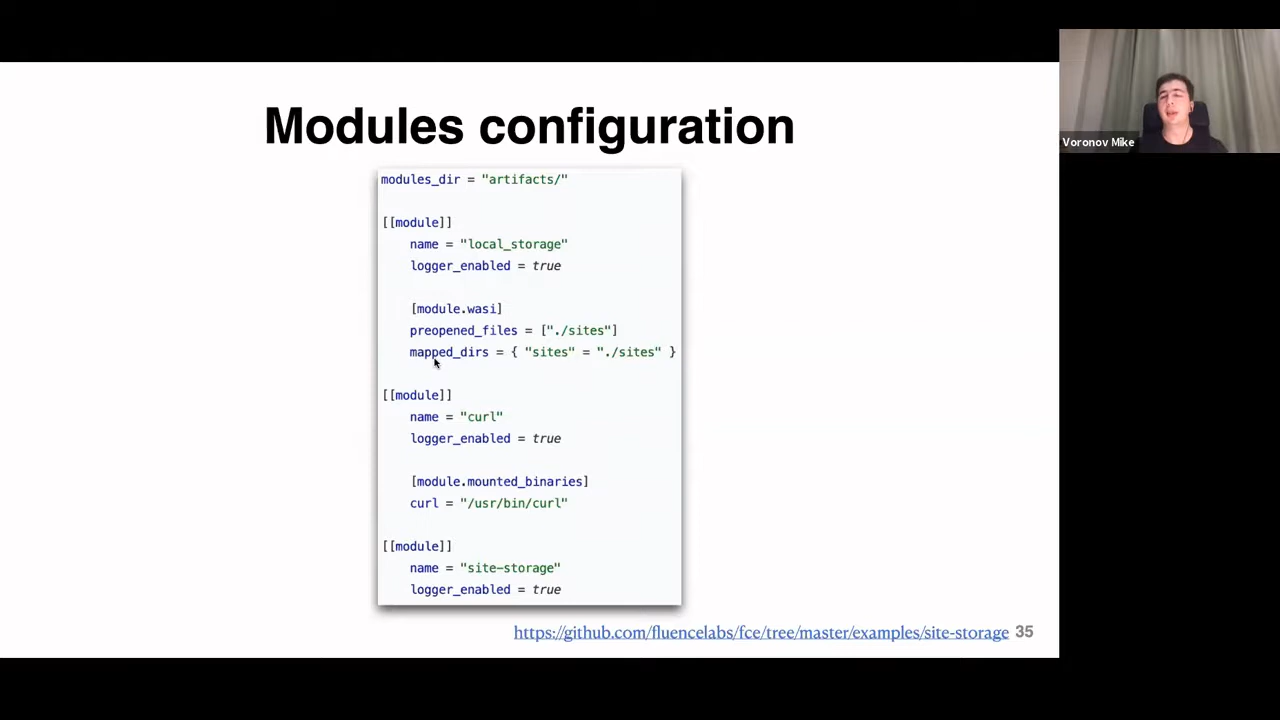 Modules configuration
modules_dir = "artifacts/"
[[module]]
name = "local_storage"
logger_enabled = true
[module.wasi]
preopened_files = ["./sites"]
mapped_dirs = { "sites" = "./sites" }
[[module]]
name = "curl"
logger_enabled = true
[module.mounted_binaries]
curl = "/usr/bin/curl"
[[module]]
name = "site-storage"
logger_enabled = true
https://github.com/fluencelabs/fce/tree/master/examples/site-storage 35
Voronov Mike